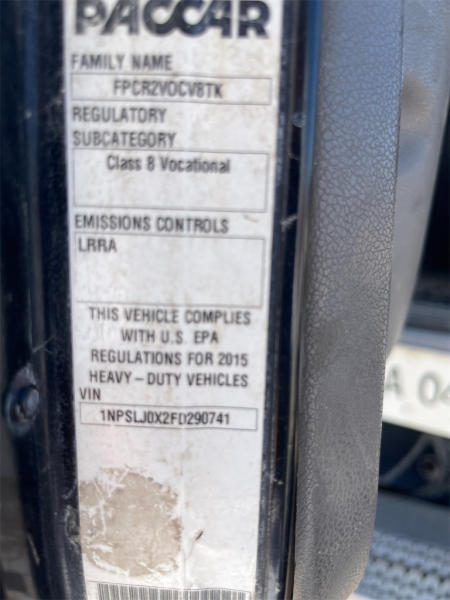 PACCAR
FAMILY NAME
FPCR2VOCV8TK
REGULATORY
SUBCATEGORY
Class 8 Vocational
EMISSIONS CONTROLS
LRRA
THIS VEHICLE COMPLIES
WITH U.S. EPA
REGULATIONS FOR 2015
HEAVY-DUTY VEHICLES
VIN
1NPSLJ0X2FD290741
A 04